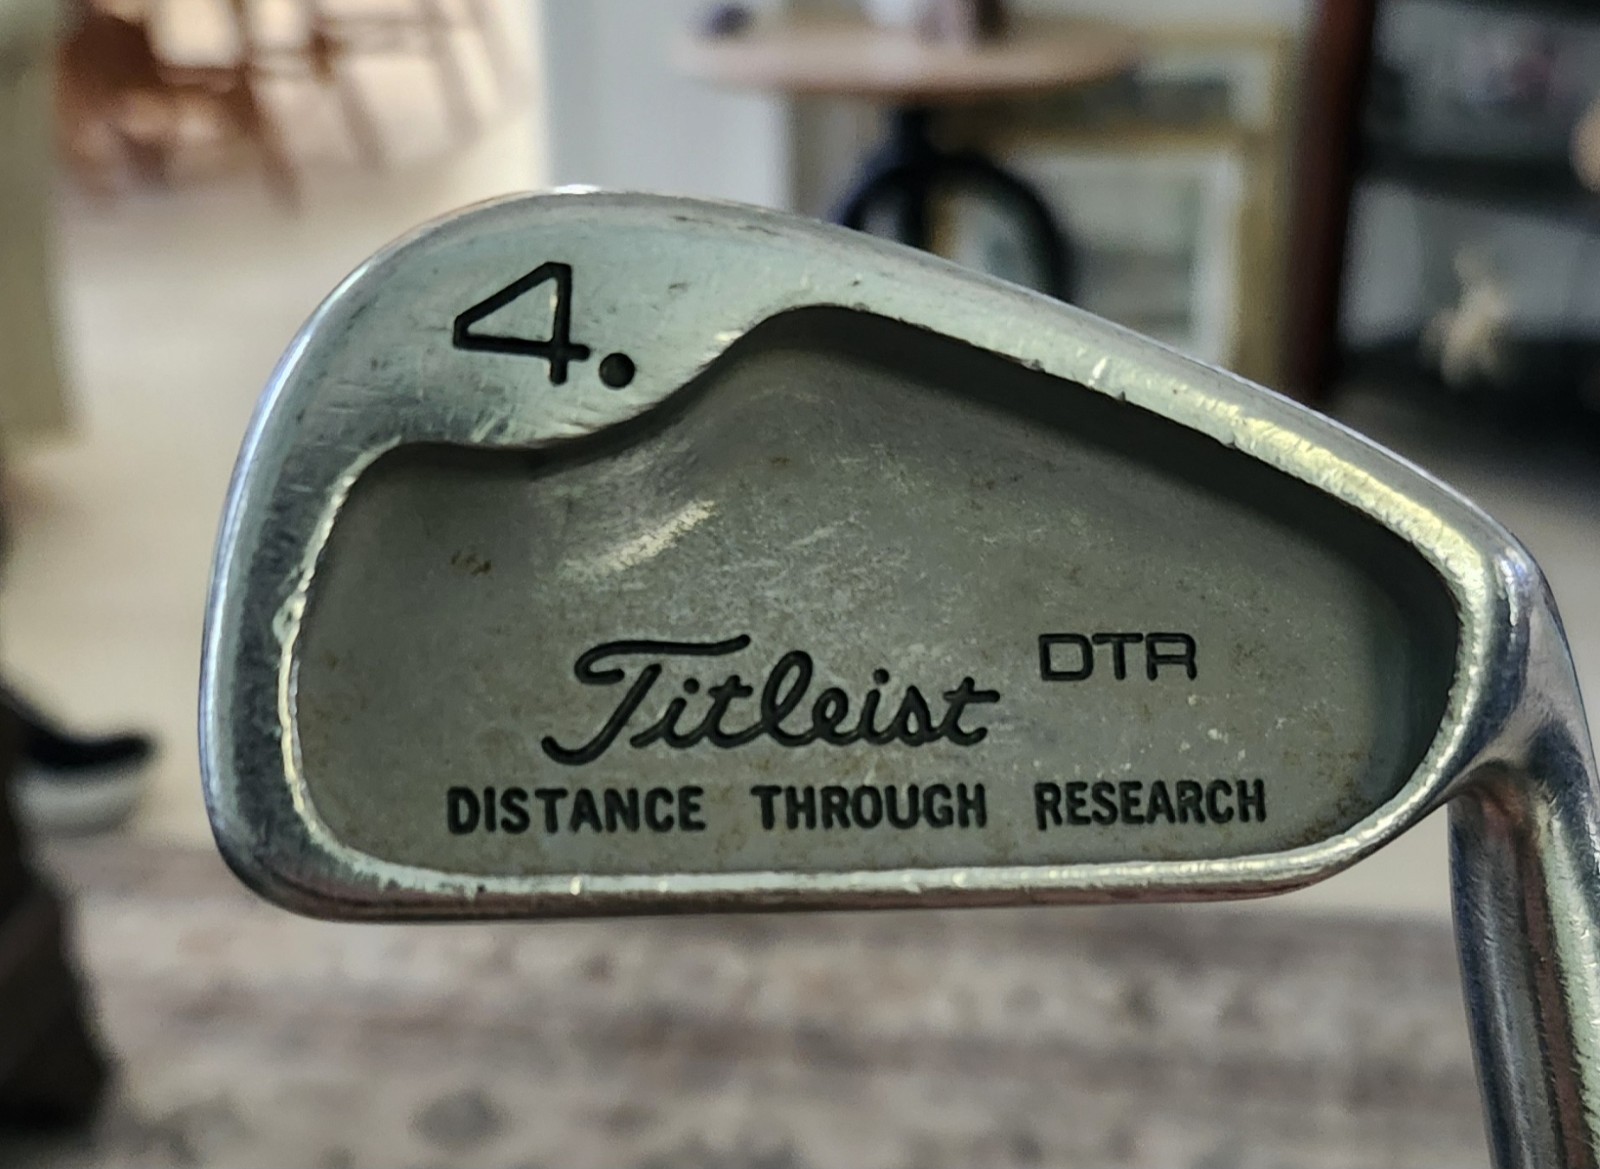 4.
Titleist DTR
DISTANCE THROUGH RESEARCH